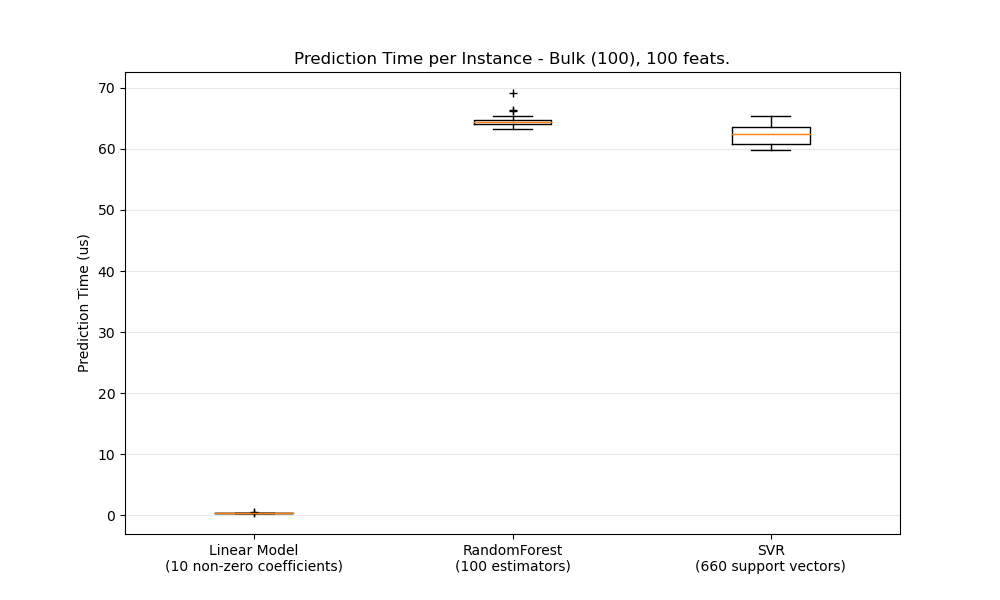 Prediction Time per Instance - Bulk (100), 100 feats.
70
60
50
40
30
20
10
0
Prediction Time (us)
Linear Model
(10 non-zero coefficients)
RandomForest
(100 estimators)
SVR
(660 support vectors)